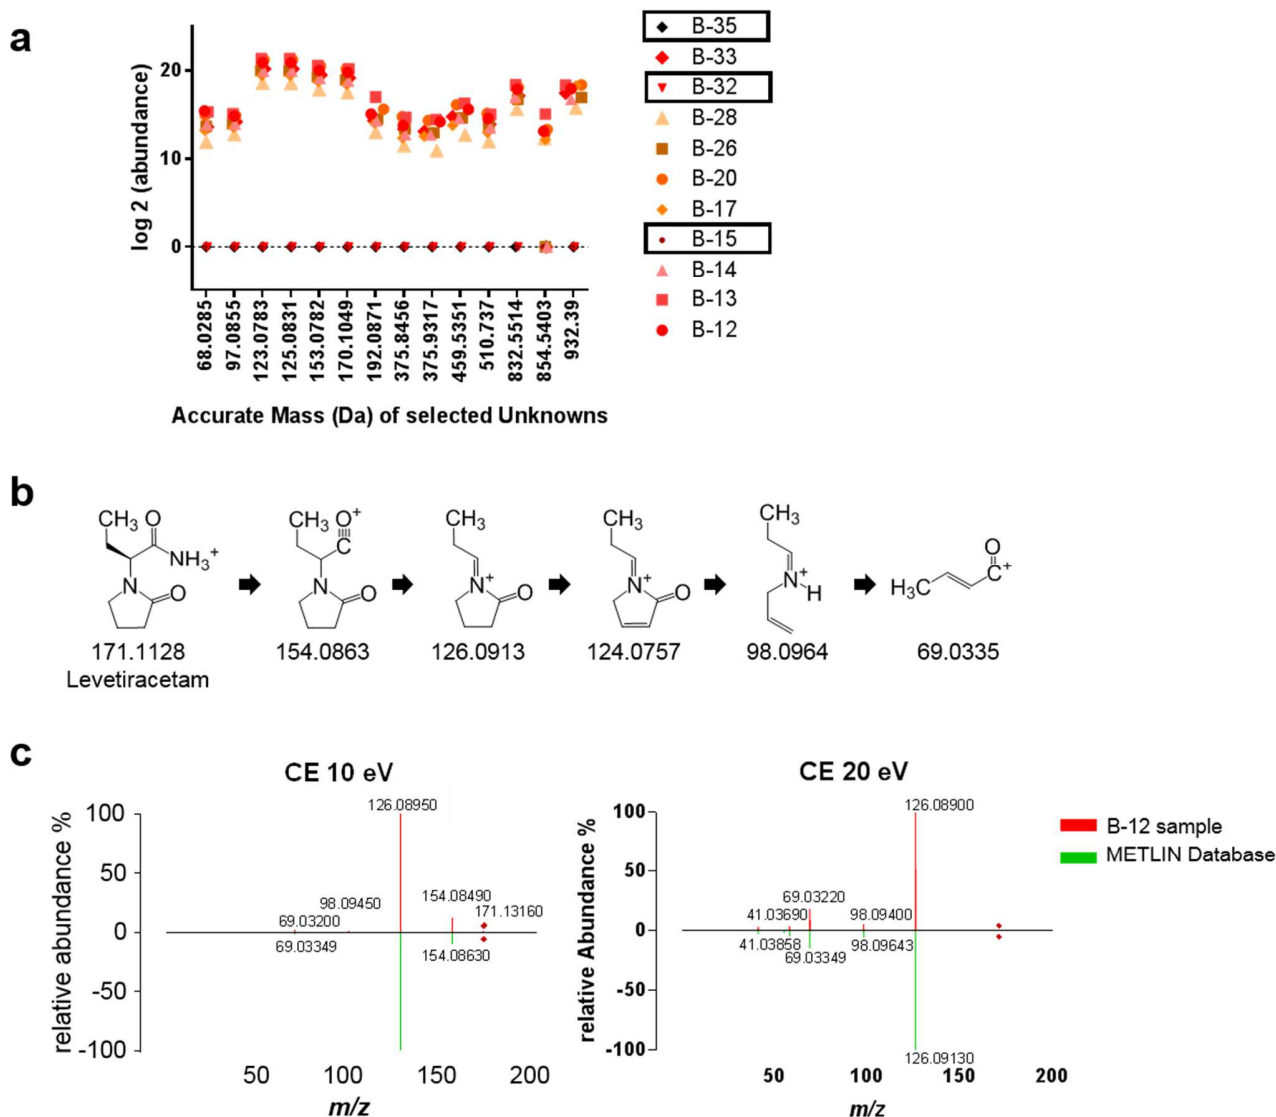 a
log 2 (abundance)
20
10
0
68.0285
97.0855
123.0783
125.0831
153.0782
170.1049
192.0871
375.8456
375.9317
459.5351
510.737
832.5514
854.5403
932.39
Accurate Mass (Da) of selected Unknowns
B-35
B-33
B-32
B-28
B-26
B-20
B-17
B-15
B-14
B-13
B-12
b
CH3 O
NH3+
N
O
171.1128
Levetiracetam
CH3 O+
C
N
O
154.0863
CH3
N+
O
126.0913
CH3
N+
O
124.0757
CH3
N+
H
98.0964
O
H3C C+
69.0335
c
CE 10 eV
relative abundance %
100
50
0
-50
-100
126.08950
98.09450
154.08490
69.03200
171.13160
69.03349
154.08630
50 100 150 200
m/z
CE 20 eV
relative Abundance %
100
50
0
-50
-100
126.08900
69.03220
41.03690
98.09400
41.03858
98.09643
69.03349
126.09130
50 100 150 200
m/z
B-12 sample
METLIN Database